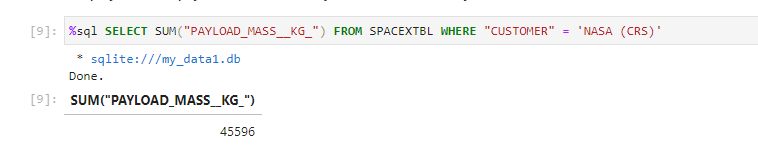 [9]: %sql SELECT SUM("PAYLOAD_MASS__KG_") FROM SPACEXTBL WHERE "CUSTOMER" = 'NASA (CRS)'
* sqlite:///my_data1.db
Done.
[9]: SUM("PAYLOAD_MASS__KG_")
45596